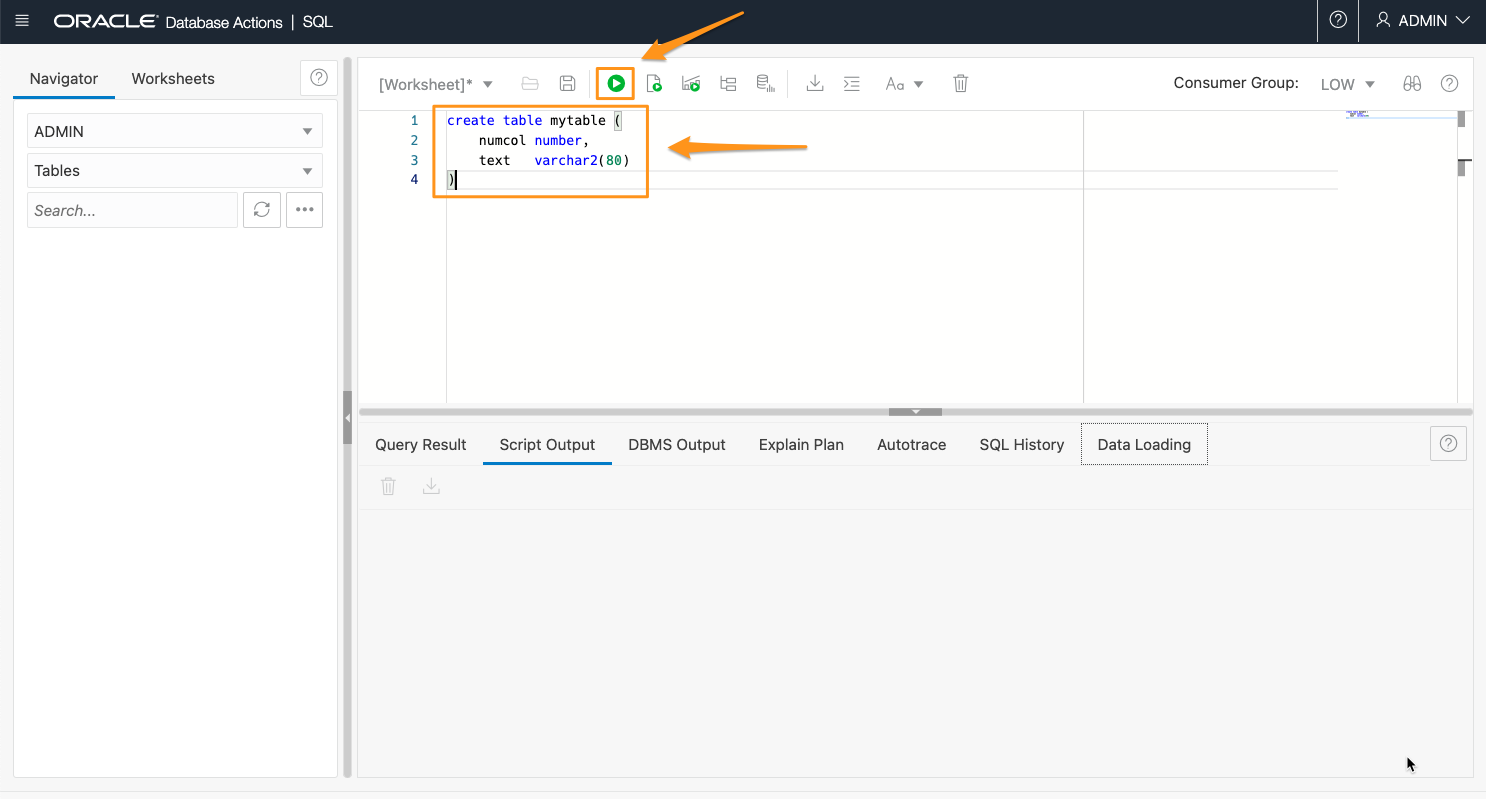 ORACLE Database Actions | SQL
ADMIN
Navigator
Worksheets
[Worksheet]*
Aa
Consumer Group:
LOW
ADMIN
Tables
Search...
1 create table mytable (
2 numcol number,
3 text varchar2(80)
4 )
Query Result
Script Output
DBMS Output
Explain Plan
Autotrace
SQL History
Data Loading